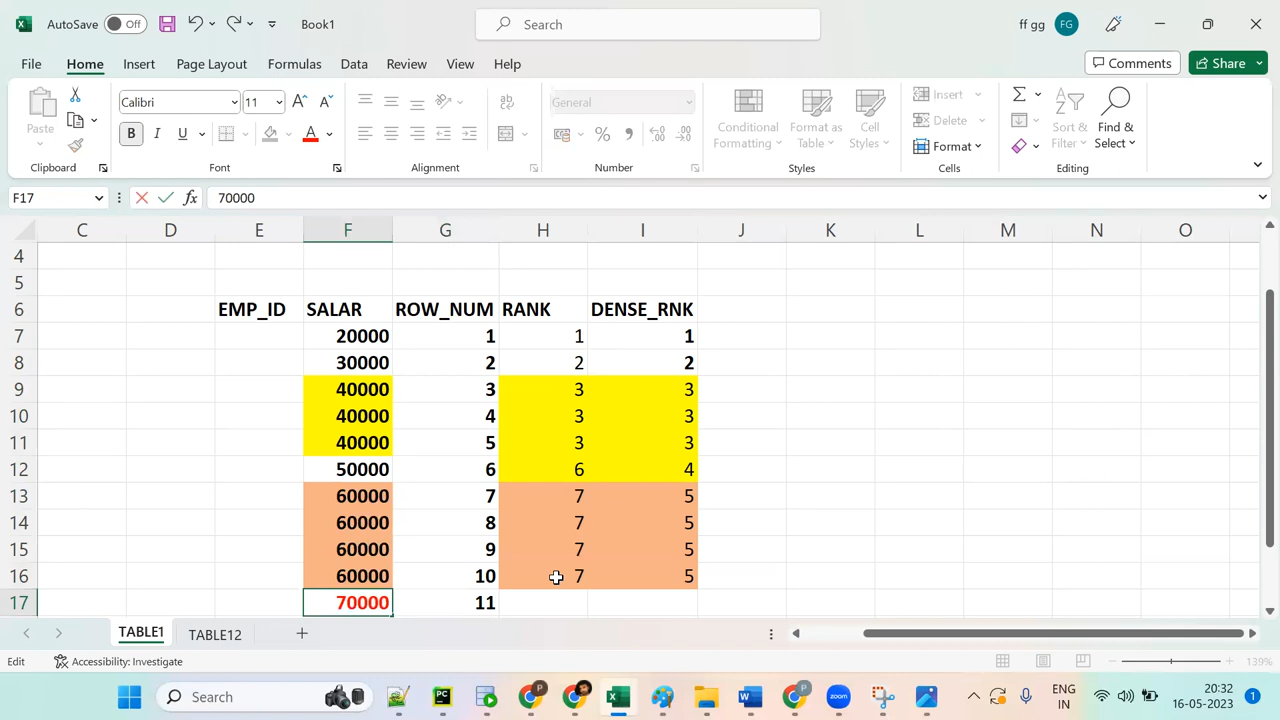 AutoSave Off Book1 Search ff gg FG
File Home Insert Page Layout Formulas Data Review View Help Comments Share
Paste Calibri 11 General Conditional Formatting Format as Table Cell Styles Insert Delete Format Sort & Filter Find & Select
Clipboard Font Alignment Number Styles Cells Editing
F17 70000
C D E F G H I J K L M N O
4
5
6 EMP_ID SALAR ROW_NUM RANK DENSE_RNK
7 20000 1 1 1
8 30000 2 2 2
9 40000 3 3 3
10 40000 4 3 3
11 40000 5 3 3
12 50000 6 6 4
13 60000 7 7 5
14 60000 8 7 5
15 60000 9 7 5
16 60000 10 7 5
17 70000 11
TABLE1 TABLE12
Edit Accessibility: Investigate 139%
Search ENG IN 20:32 16-05-2023